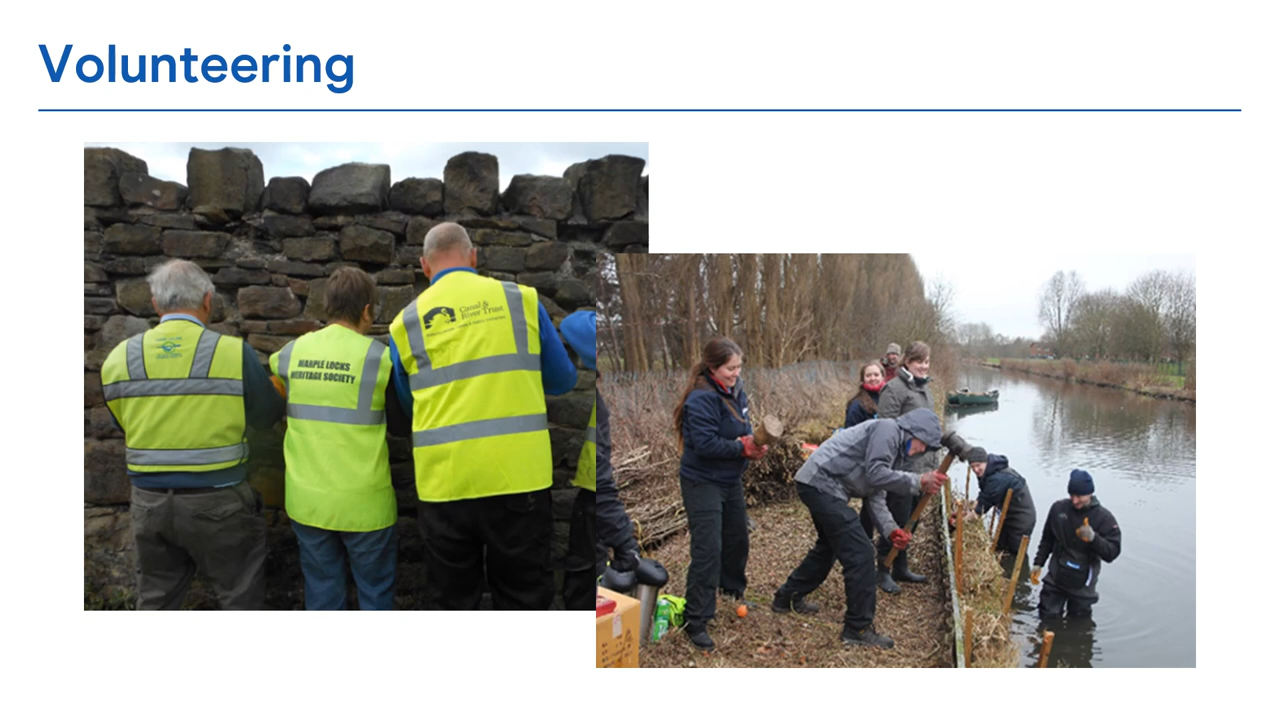 Volunteering
MARPLE LOCKS
HERITAGE SOCIETY
Canal &
River Trust